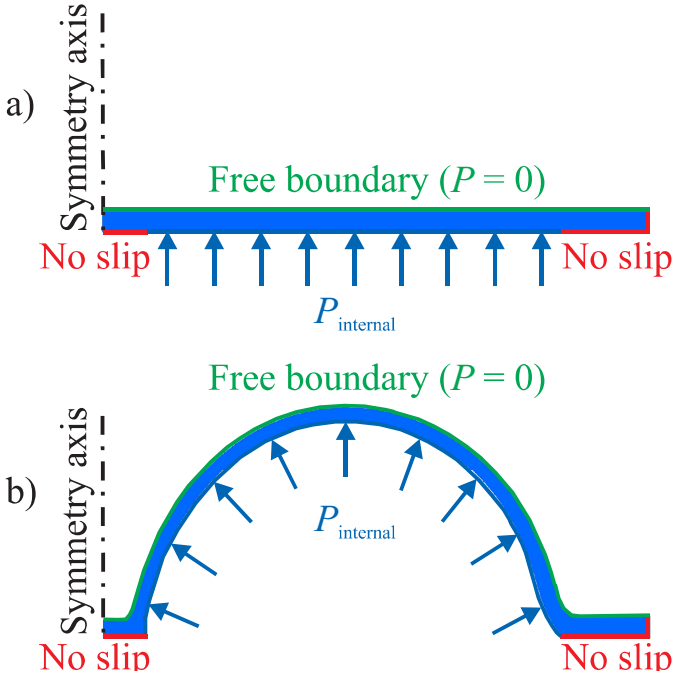 a)
Symmetry axis
Free boundary (P = 0)
No slip
No slip
P internal
b)
Symmetry axis
Free boundary (P = 0)
P internal
No slip
No slip